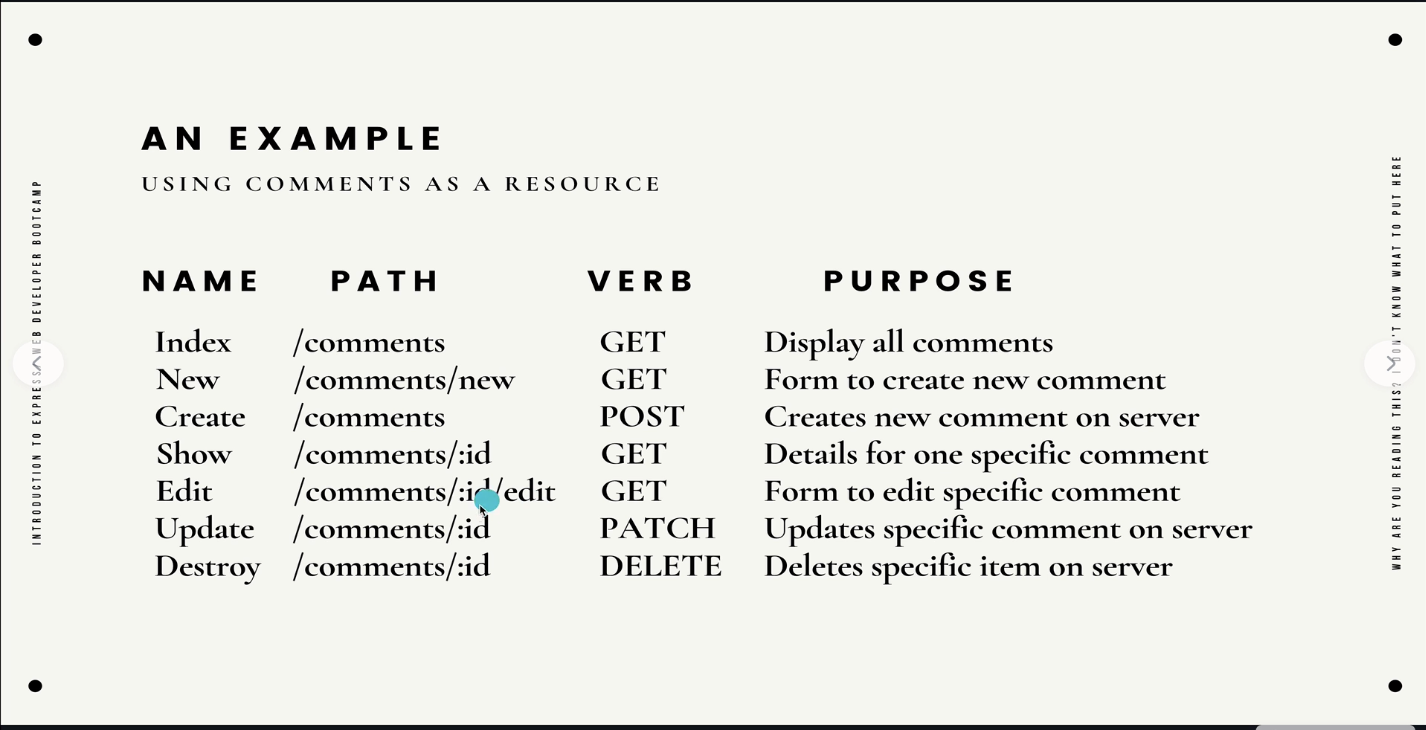 AN EXAMPLE
USING COMMENTS AS A RESOURCE
NAME PATH VERB PURPOSE
Index /comments GET Display all comments
New /comments/new GET Form to create new comment
Create /comments POST Creates new comment on server
Show /comments/:id GET Details for one specific comment
Edit /comments/:id/edit GET Form to edit specific comment
Update /comments/:id PATCH Updates specific comment on server
Destroy /comments/:id DELETE Deletes specific item on server
INTRODUCTION TO EXPRESS WEB DEVELOPER BOOTCAMP
WHY ARE YOU READING THIS? I DON'T KNOW WHAT TO PUT HERE